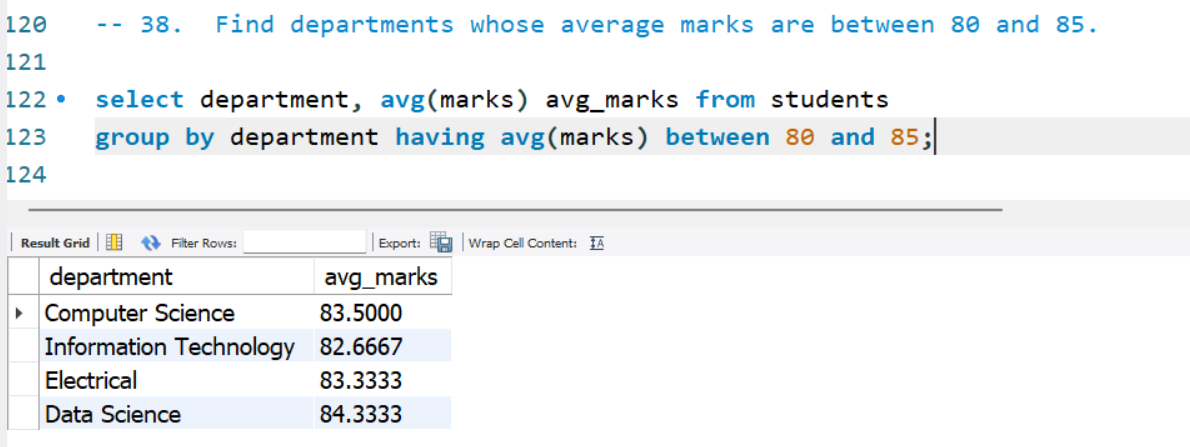 120 -- 38.  Find departments whose average marks are between 80 and 85.
121
122 select department, avg(marks) avg_marks from students
123 group by department having avg(marks) between 80 and 85;
124
Result Grid Filter Rows: Export: Wrap Cell Content: IA
department avg_marks
Computer Science 83.5000
Information Technology 82.6667
Electrical 83.3333
Data Science 84.3333